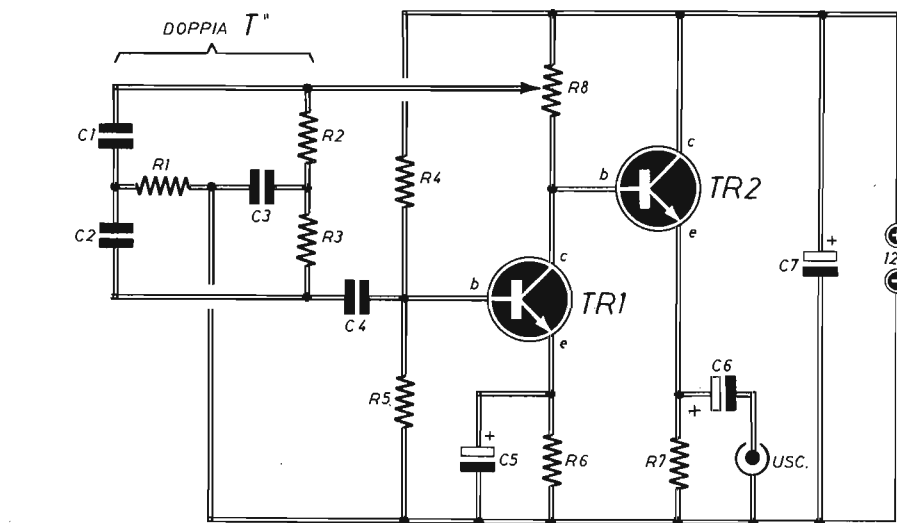 DOPPIA T"
C1
R1
C2
C3
R2
R3
C4
R4
R5
R8
b
c
e
TR1
b
c
e
TR2
+
C5
R6
R7
C6
+
USC.
+
C7
12